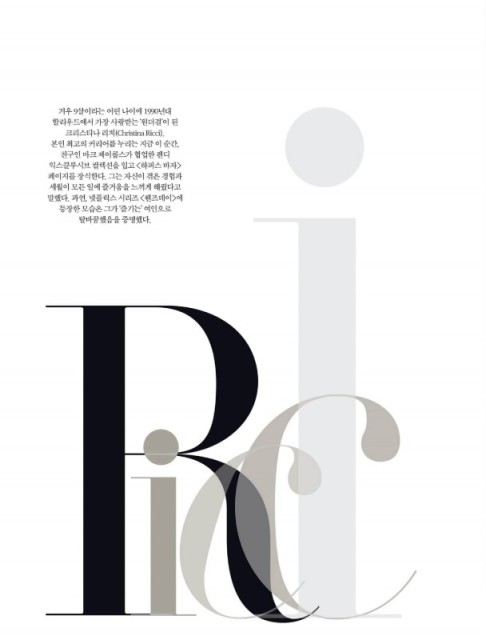 겨우 9살이라는 어린 나이에 1990년대
할리우드에서 가장 사랑받는 '원더걸'이 된
크리스티나 리치(Christina Ricci).
본인 최고의 커리어를 누리는 지금 이 순간,
친구인 마크 제이콥스가 협업한 펜디
익스클루시브 컬렉션을 입고 <하퍼스 바자>
페이지를 장식한다. 그는 자신이 겪은 경험과
세월이 모든 일에 즐거움을 느끼게 해줬다고
말했다. 과연, 넷플릭스 시리즈 <웬즈데이>에
등장한 모습은 그가 '즐기는' 여인으로
탈바꿈했음을 증명했다.
Ricci